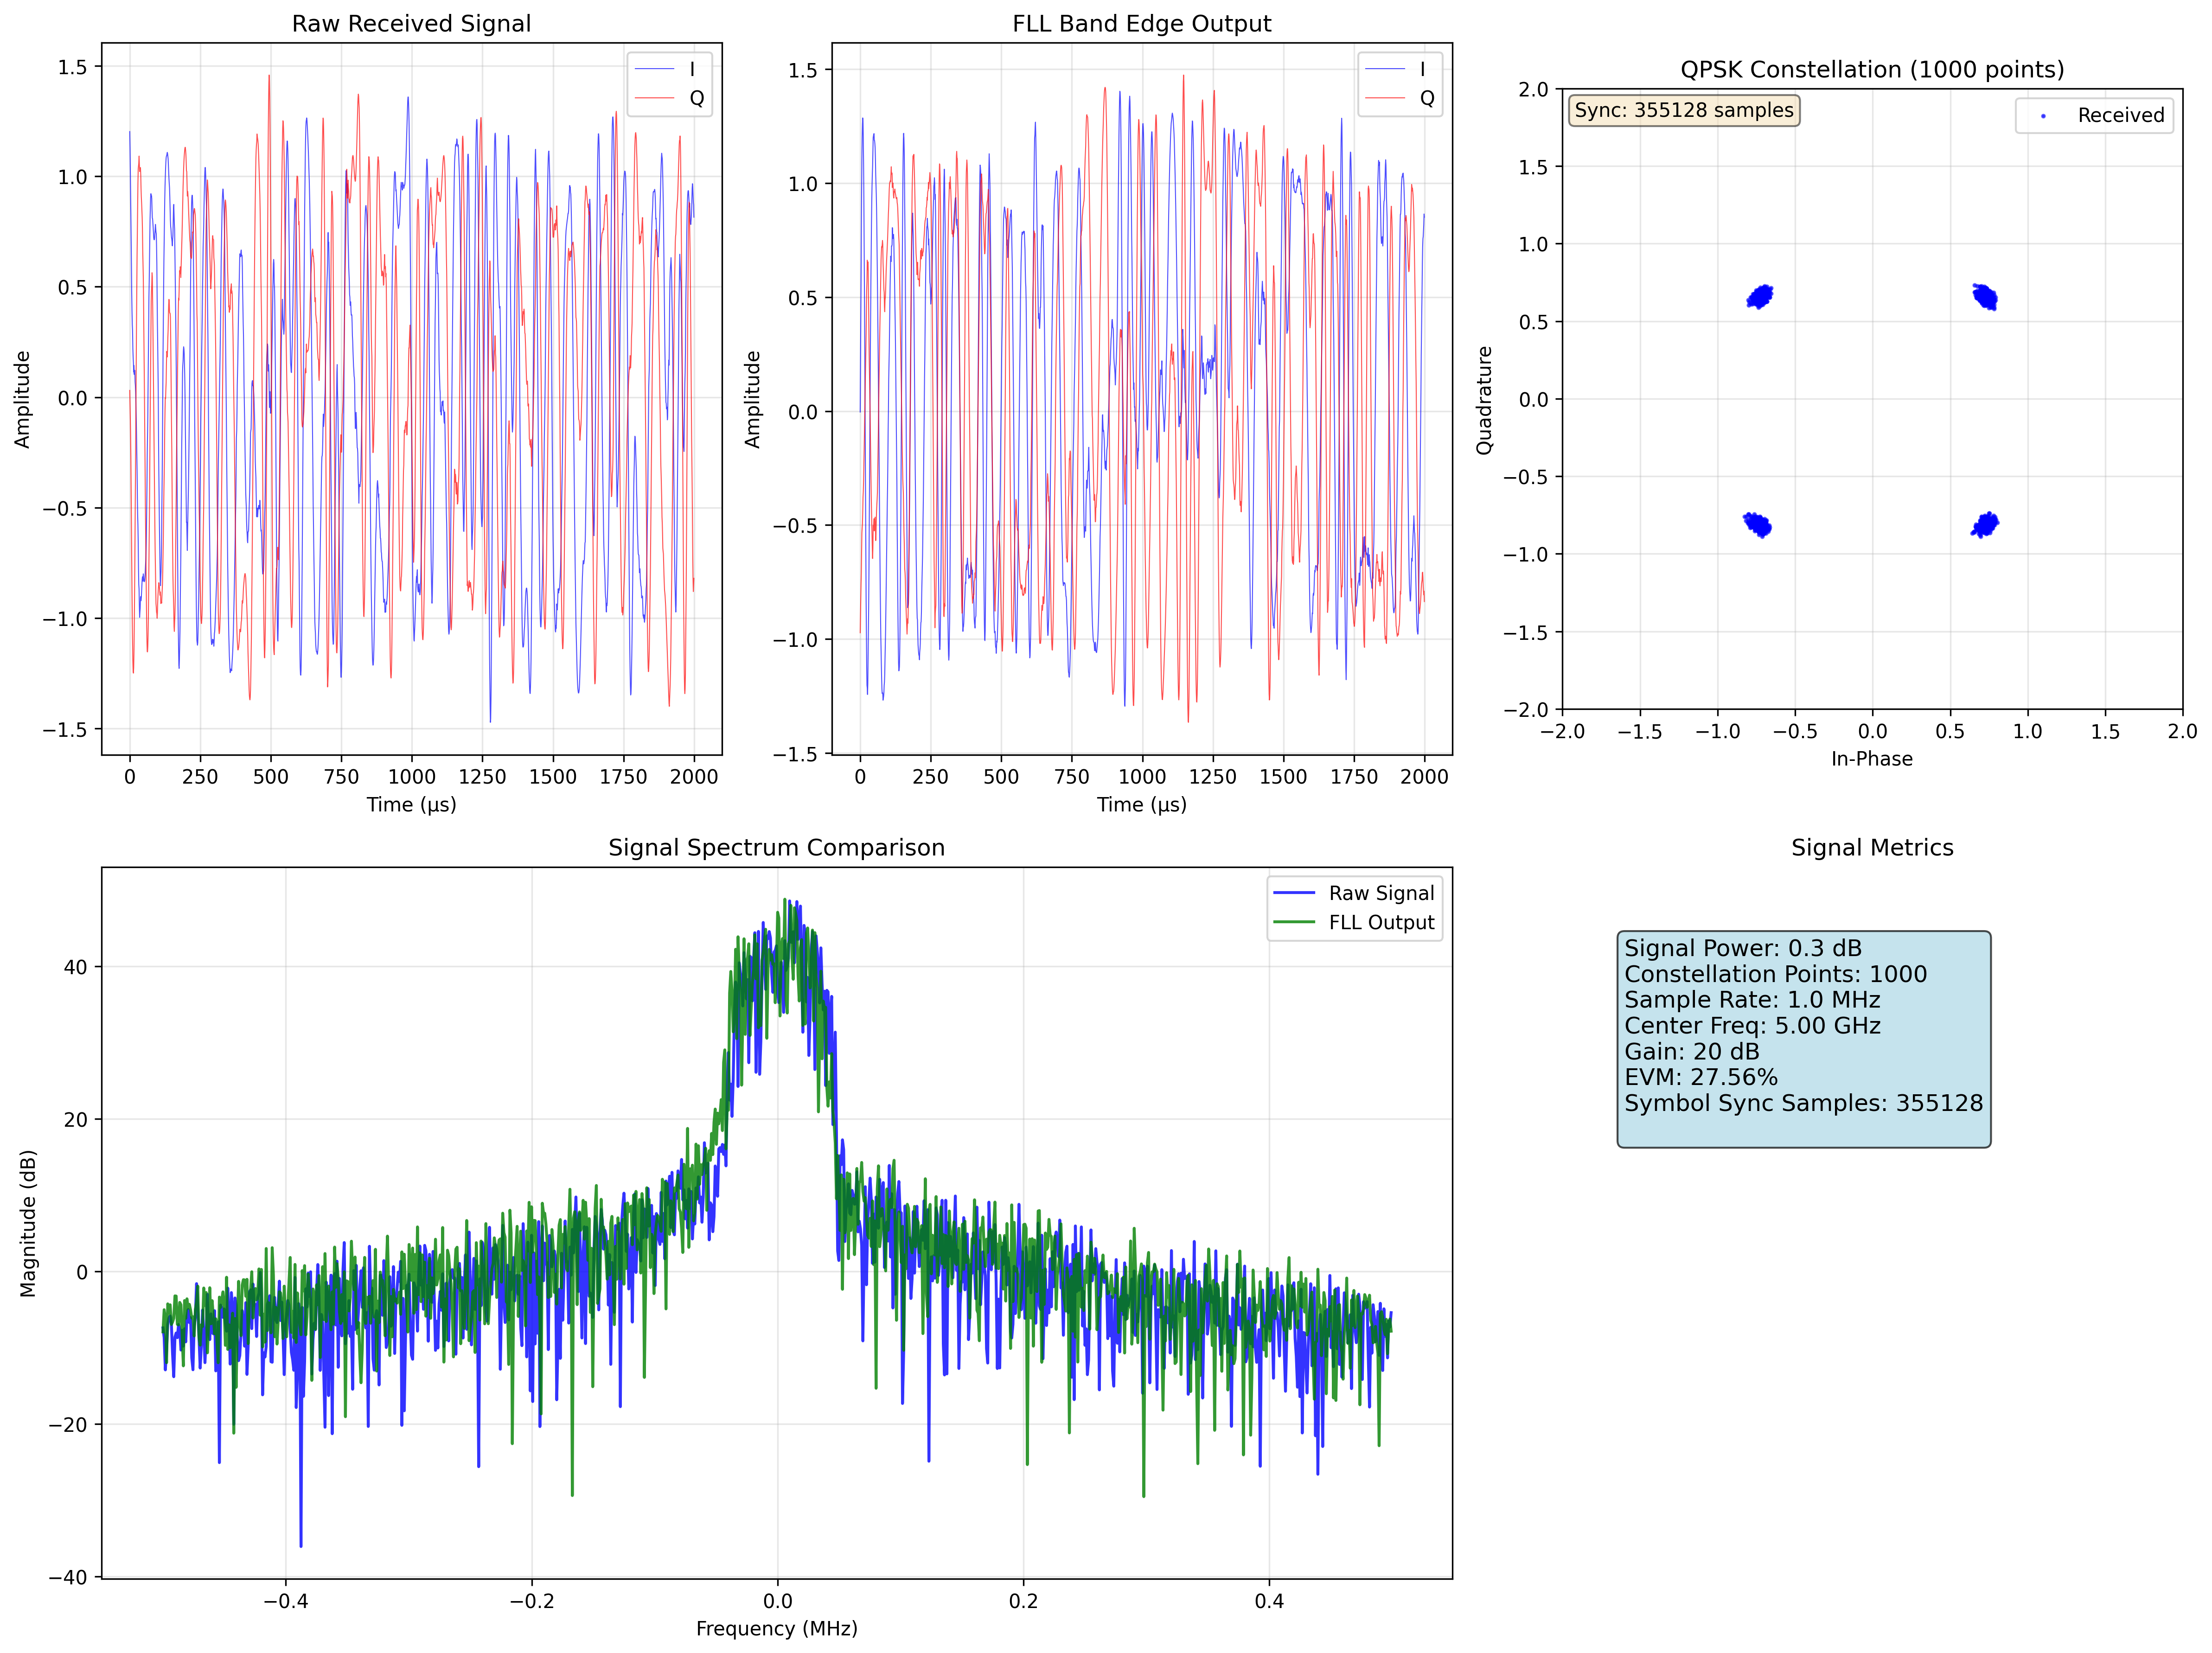 Raw Received Signal
I
Q
1.5
1.0
0.5
0.0
−0.5
−1.0
−1.5
Amplitude
0 250 500 750 1000 1250 1500 1750 2000
Time (μs)
FLL Band Edge Output
I
Q
1.5
1.0
0.5
0.0
−0.5
−1.0
−1.5
Amplitude
0 250 500 750 1000 1250 1500 1750 2000
Time (μs)
QPSK Constellation (1000 points)
Sync: 355128 samples
Received
2.0
1.5
1.0
0.5
0.0
−0.5
−1.0
−1.5
−2.0
Quadrature
−2.0 −1.5 −1.0 −0.5 0.0 0.5 1.0 1.5 2.0
In-Phase
Signal Spectrum Comparison
Raw Signal
FLL Output
40
20
0
−20
−40
Magnitude (dB)
−0.4 −0.2 0.0 0.2 0.4
Frequency (MHz)
Signal Metrics
Signal Power: 0.3 dB
Constellation Points: 1000
Sample Rate: 1.0 MHz
Center Freq: 5.00 GHz
Gain: 20 dB
EVM: 27.56%
Symbol Sync Samples: 355128